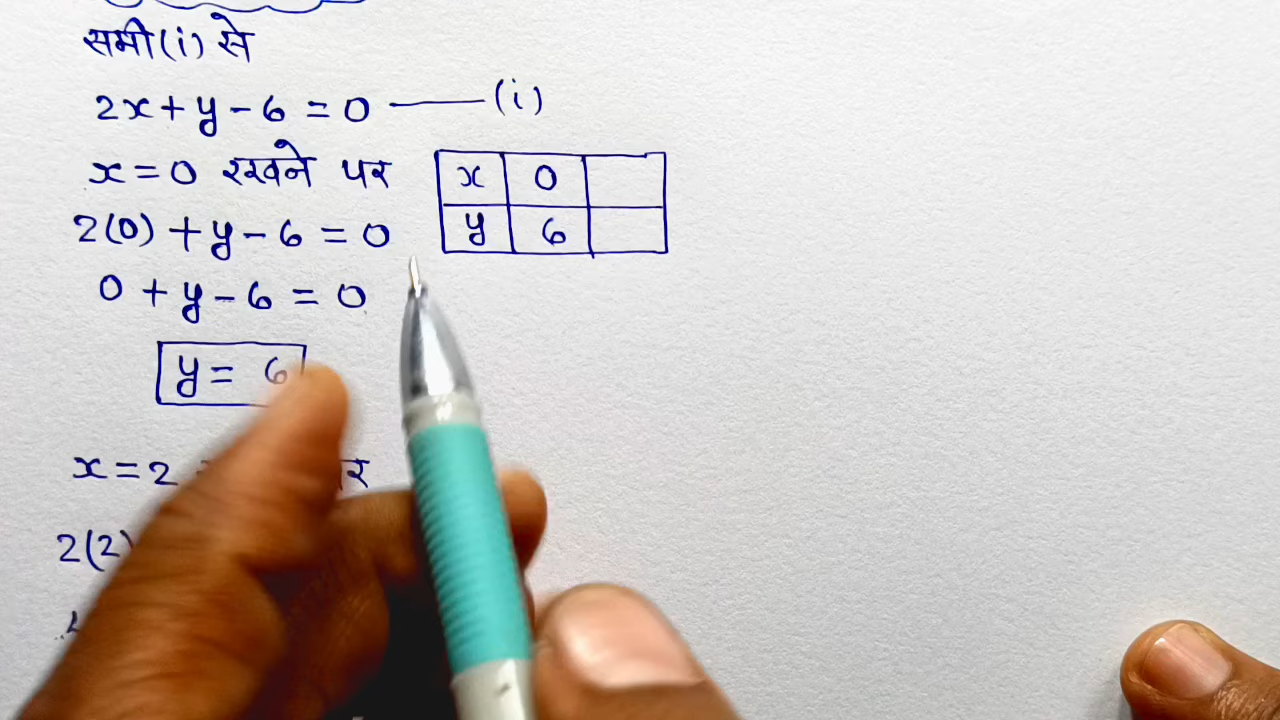 समी(i) से
2x + y - 6 = 0 ——— (i)
x = 0 रखने पर
x 0
2(0) + y - 6 = 0
y 6
0 + y - 6 = 0
y = 6
x = 2
2(2)